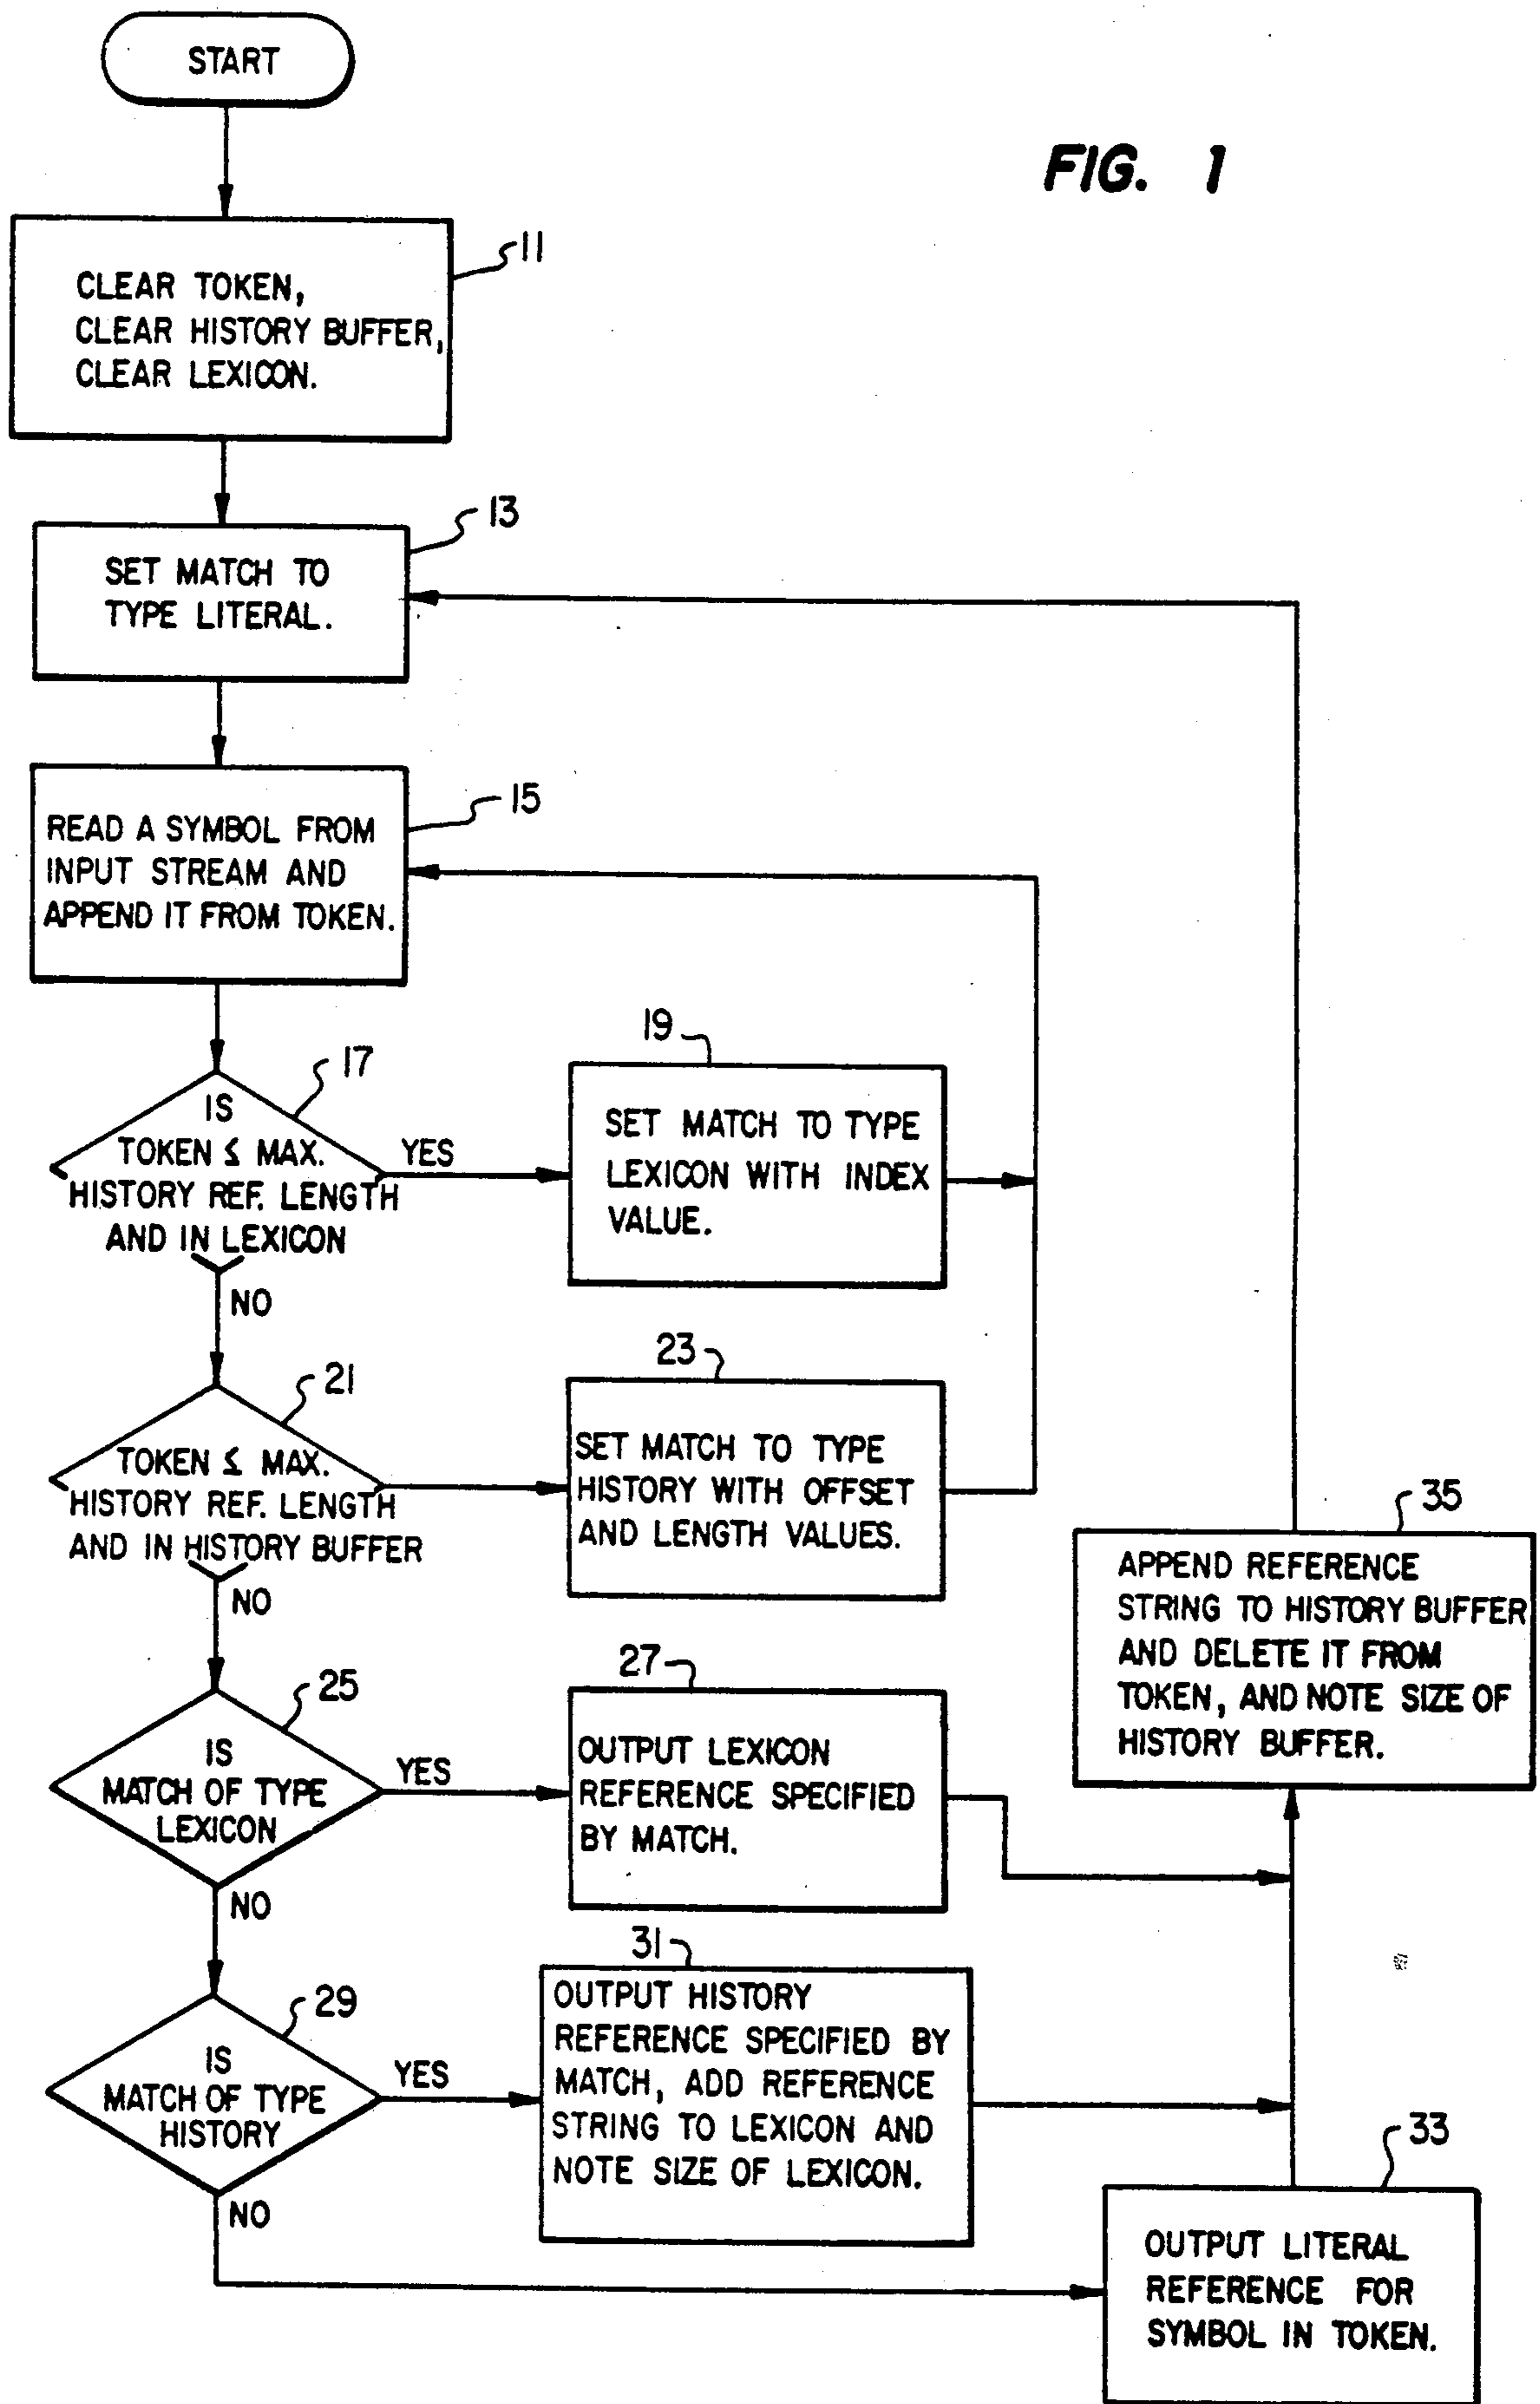 START
FIG. 1
11
CLEAR TOKEN,
CLEAR HISTORY BUFFER,
CLEAR LEXICON.
13
SET MATCH TO
TYPE LITERAL.
15
READ A SYMBOL FROM
INPUT STREAM AND
APPEND IT FROM TOKEN.
17
IS
TOKEN ≤ MAX.
HISTORY REF. LENGTH
AND IN LEXICON
YES
NO
19
SET MATCH TO TYPE
LEXICON WITH INDEX
VALUE.
21
TOKEN ≤ MAX.
HISTORY REF. LENGTH
AND IN HISTORY BUFFER
NO
23
SET MATCH TO TYPE
HISTORY WITH OFFSET
AND LENGTH VALUES.
25
IS
MATCH OF TYPE
LEXICON
YES
NO
27
OUTPUT LEXICON
REFERENCE SPECIFIED
BY MATCH.
29
IS
MATCH OF TYPE
HISTORY
YES
NO
31
OUTPUT HISTORY
REFERENCE SPECIFIED BY
MATCH, ADD REFERENCE
STRING TO LEXICON AND
NOTE SIZE OF LEXICON.
33
OUTPUT LITERAL
REFERENCE FOR
SYMBOL IN TOKEN.
35
APPEND REFERENCE
STRING TO HISTORY BUFFER
AND DELETE IT FROM
TOKEN, AND NOTE SIZE OF
HISTORY BUFFER.